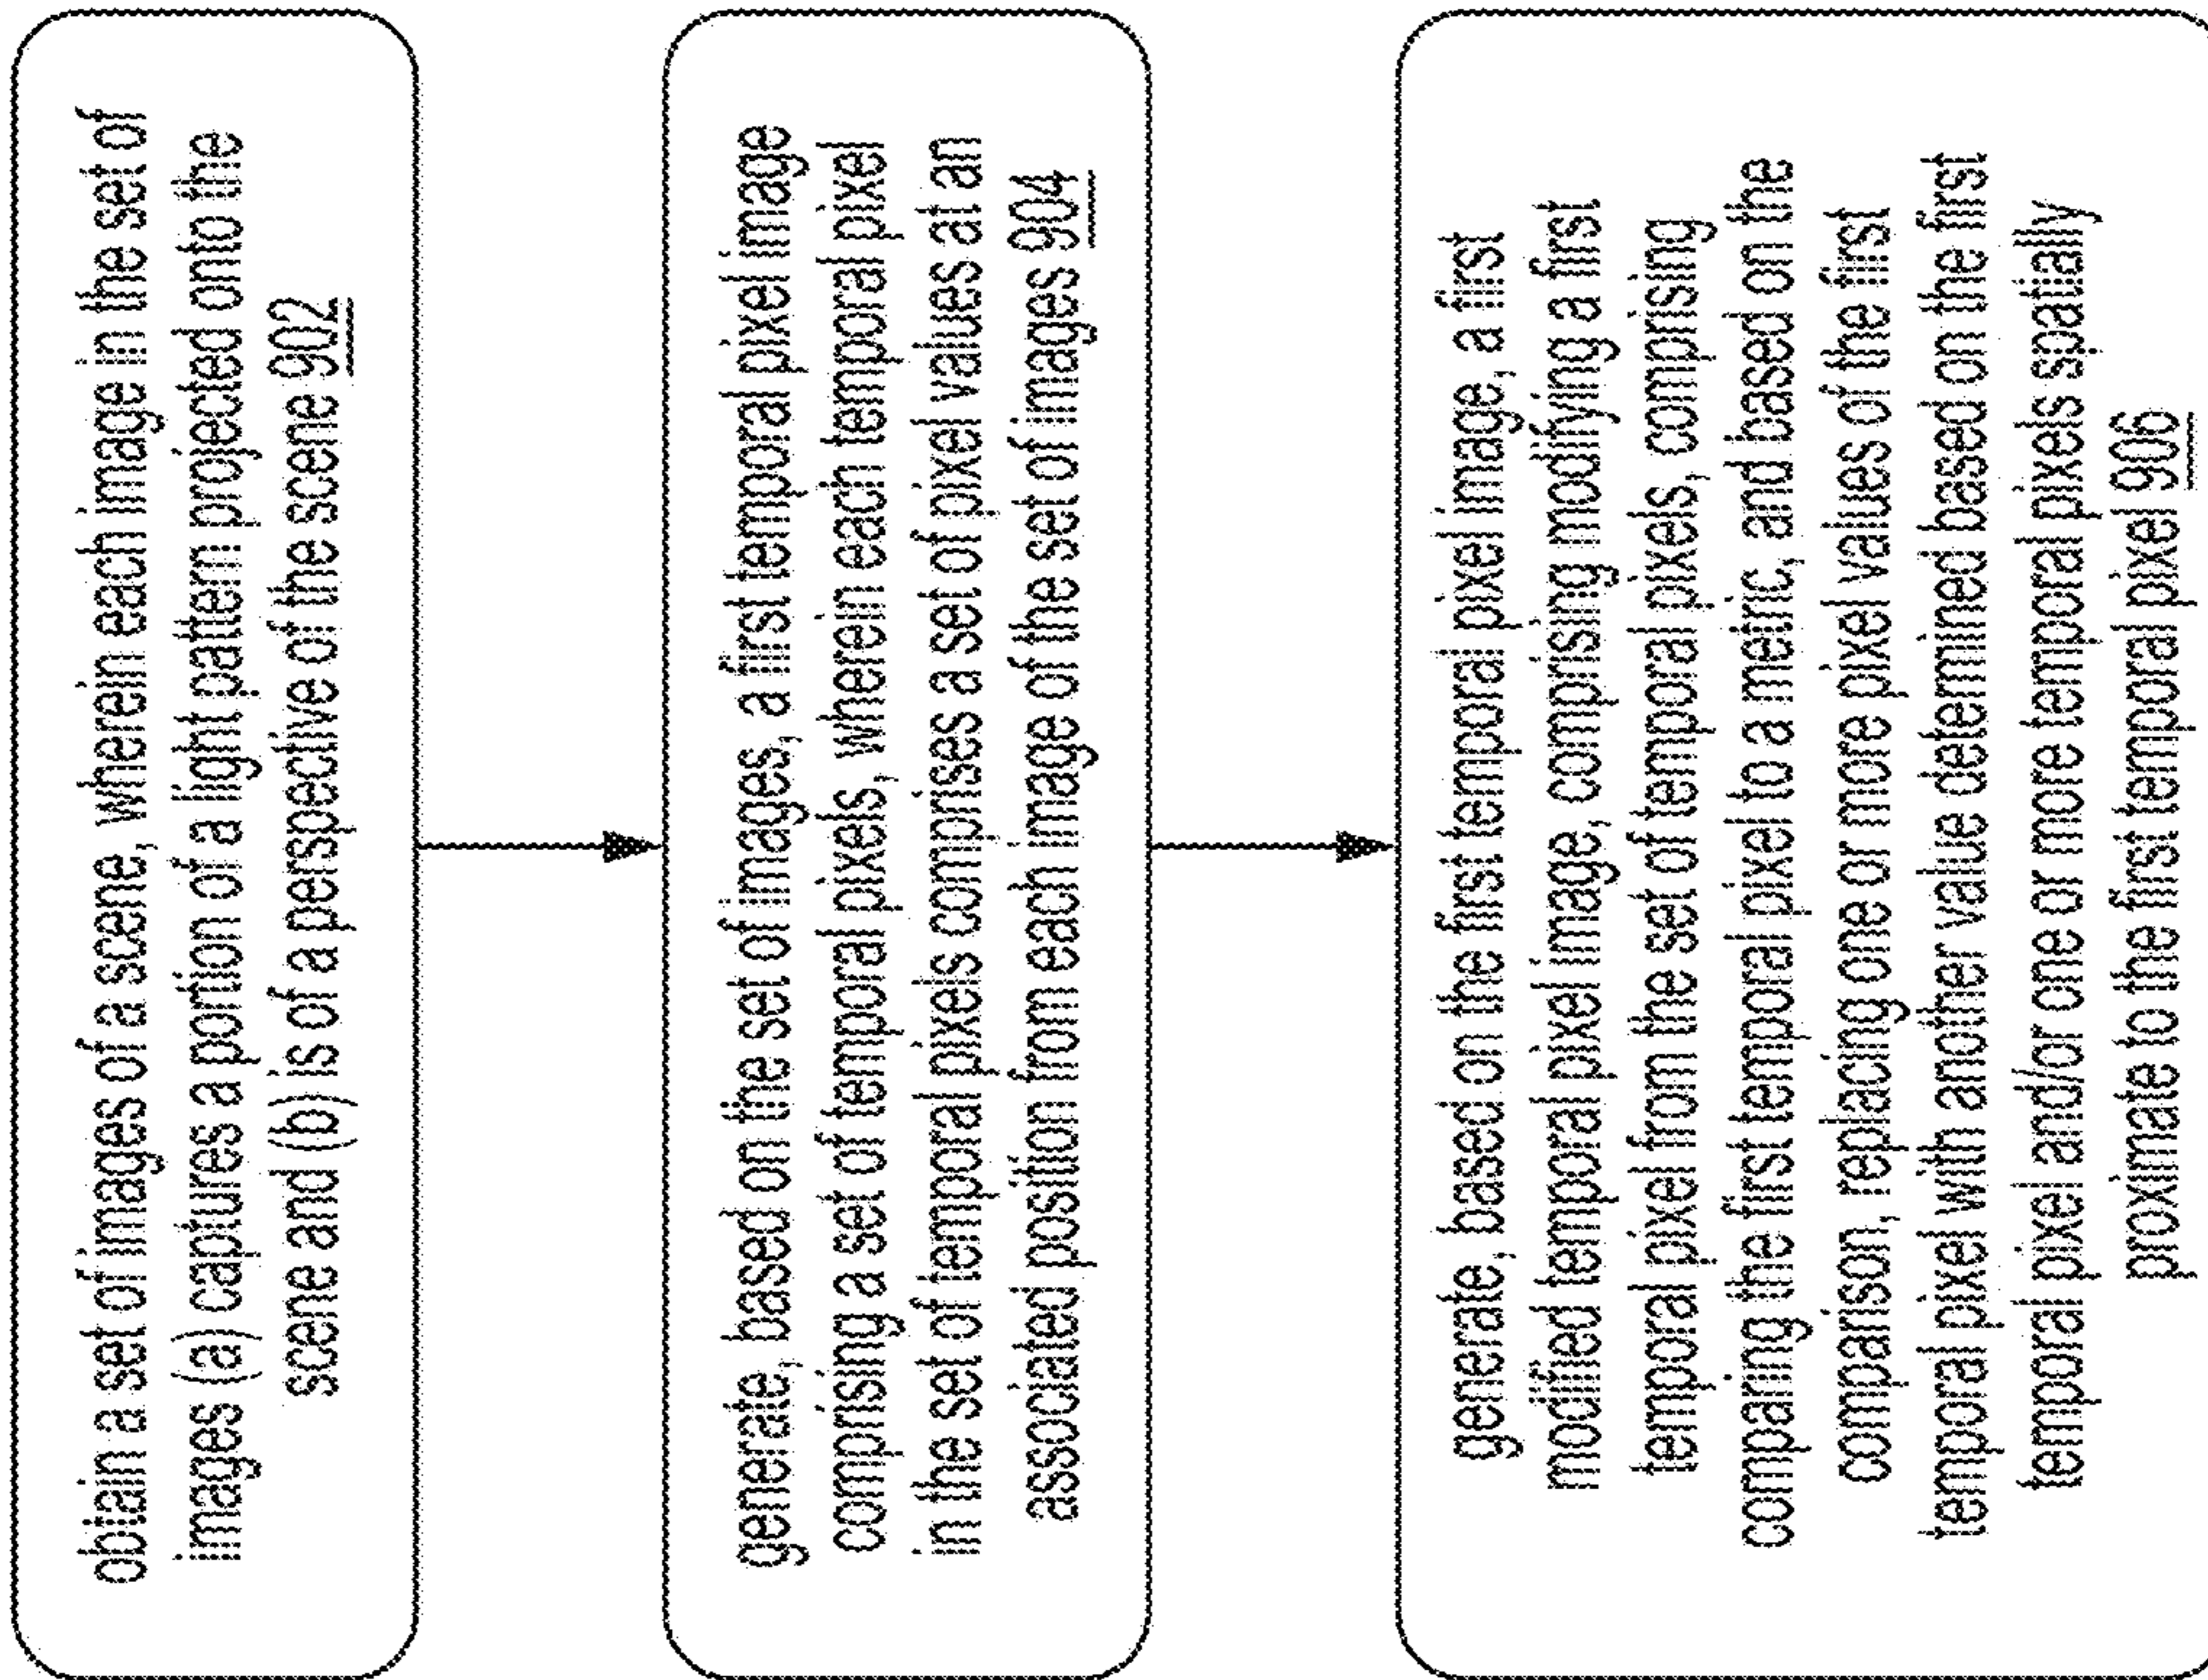 obtain a set of images of a scene, wherein each image in the set of
images (a) captures a portion of a light pattern projected onto the
scene and (b) is of a perspective of the scene 902
generate, based on the set of images, a first temporal pixel image
comprising a set of temporal pixels, wherein each temporal pixel
in the set of temporal pixels comprises a set of pixel values at an
associated position from each image of the set of images 904
generate, based on the first temporal pixel image, a first
modified temporal pixel image, comprising modifying a first
temporal pixel from the set of temporal pixels, comprising
comparing the first temporal pixel to a metric, and based on the
comparison, replacing one or more pixel values of the first
temporal pixel with another value determined based on the first
temporal pixel and/or one or more temporal pixels spatially
proximate to the first temporal pixel 906